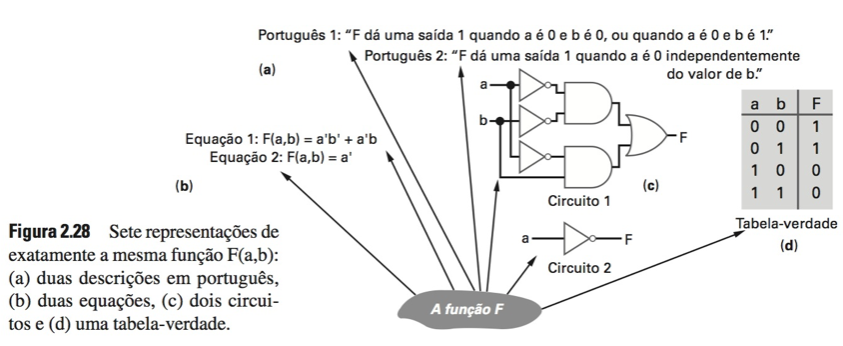 Português 1: “F dá uma saída 1 quando a é 0 e b é 0, ou quando a é 0 e b é 1.”
Português 2: “F dá uma saída 1 quando a é 0 independentemente
do valor de b.”
(a)
a
b
F
Circuito 1
(c)
a b F
0 0 1
0 1 1
1 0 0
1 1 0
Tabela-verdade
(d)
Equação 1: F(a,b) = a'b' + a'b
Equação 2: F(a,b) = a'
(b)
a
F
Circuito 2
A função F
Figura 2.28 Sete representações de
exatamente a mesma função F(a,b):
(a) duas descrições em português,
(b) duas equações, (c) dois circui-
tos e (d) uma tabela-verdade.